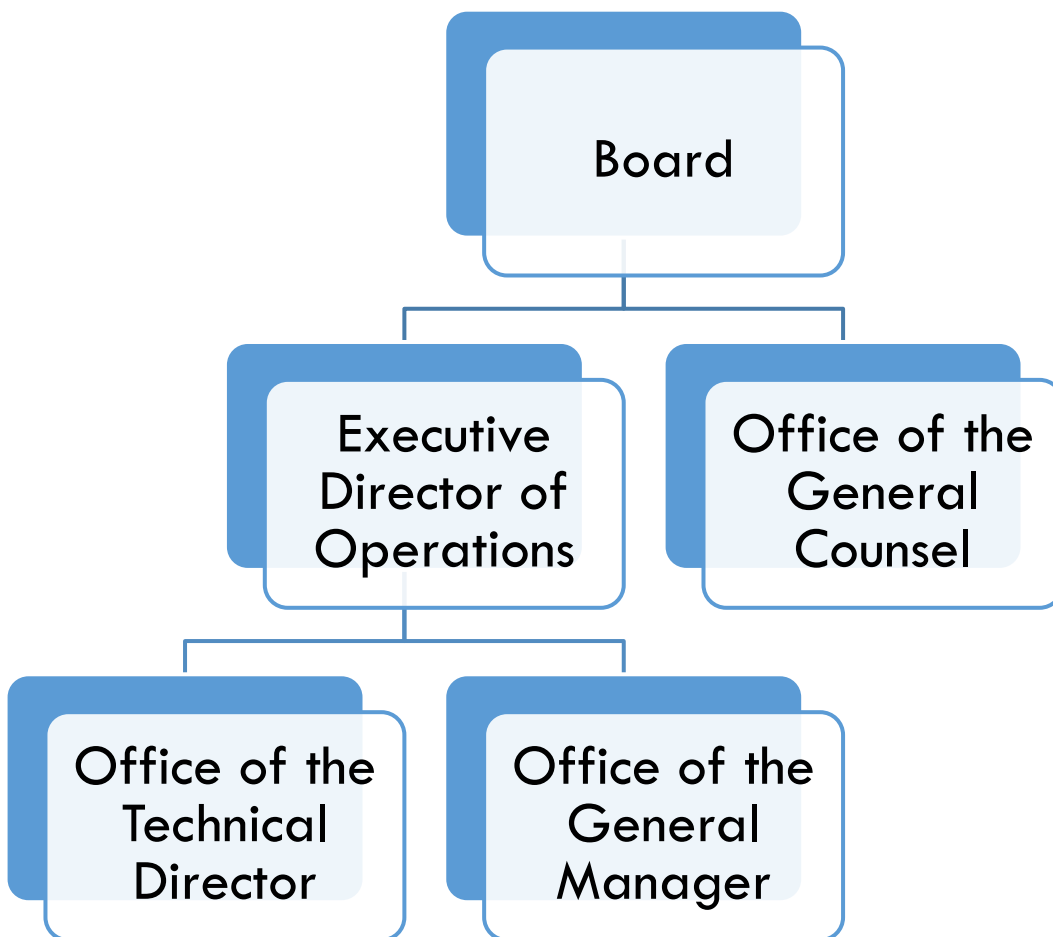 Board
Executive
Director of
Operations
Office of the
General
Counsel
Office of the
Technical
Director
Office of the
General
Manager